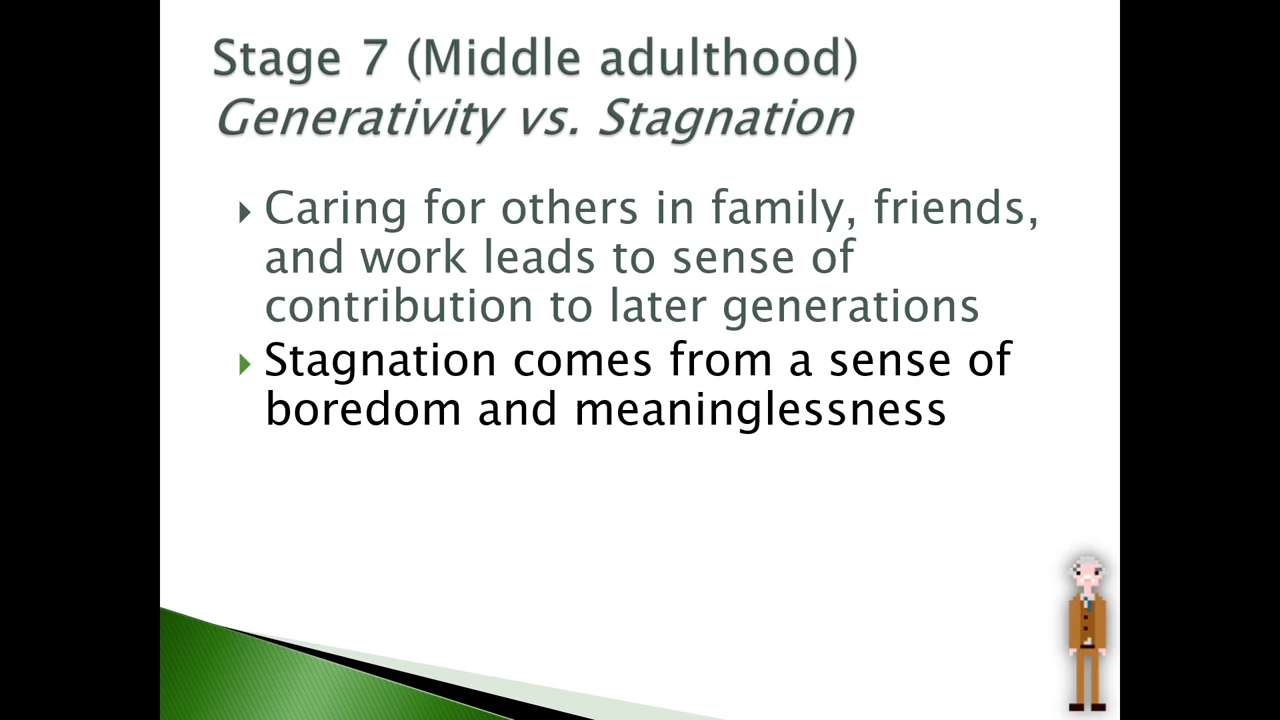 Stage 7 (Middle adulthood)
Generativity vs. Stagnation
Caring for others in family, friends,
and work leads to sense of
contribution to later generations
Stagnation comes from a sense of
boredom and meaninglessness